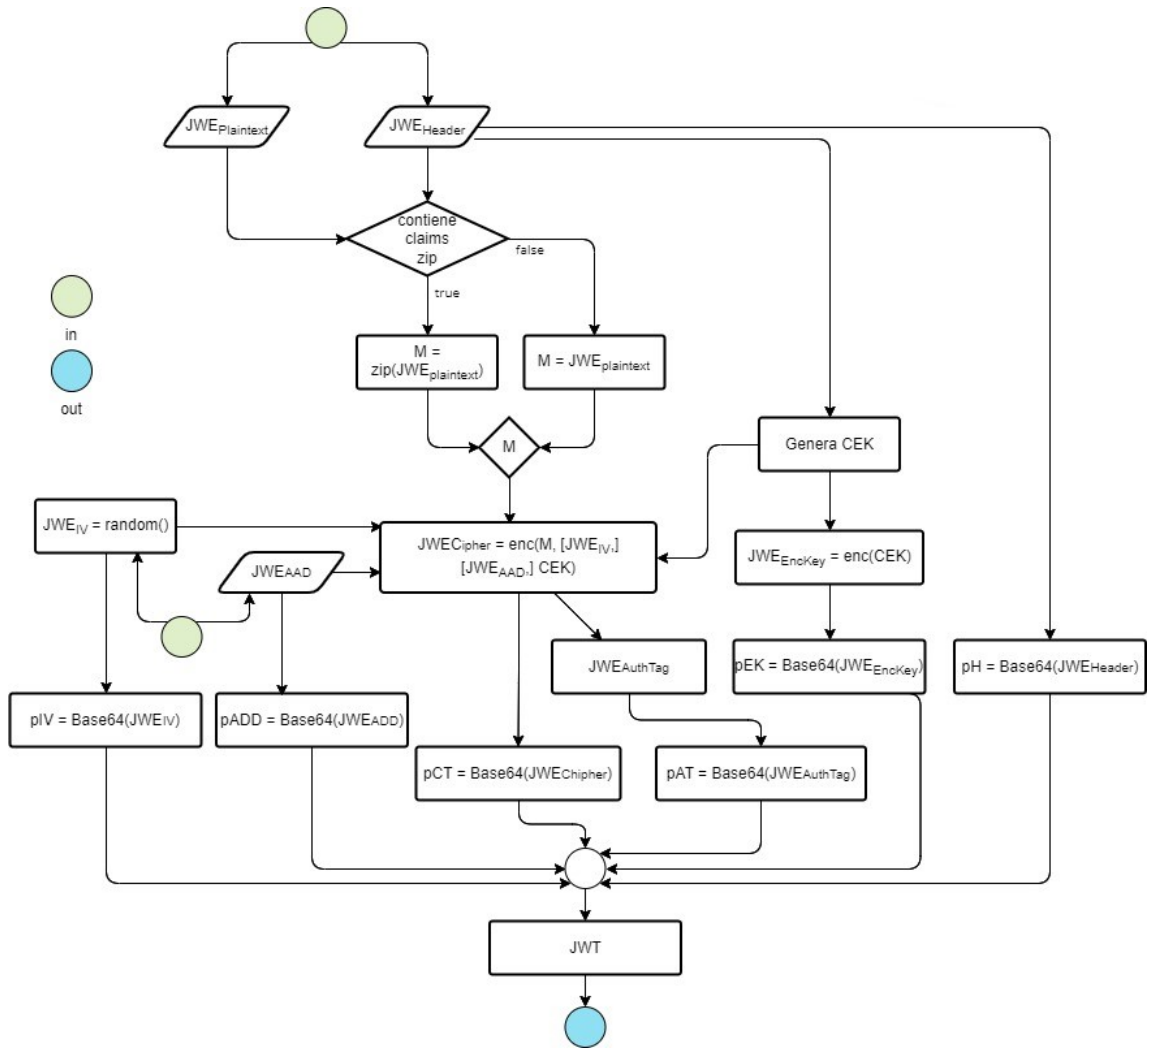 JWEPlaintext
JWEHeader
contiene
claims
zip
false
true
in
out
M =
zip(JWEplaintext)
M = JWEplaintext
M
Genera CEK
JWEIV = random()
JWECipher = enc(M, [JWEIV,]
[JWEAAD,] CEK)
JWEEncKey = enc(CEK)
JWEAAD
JWEAuthTag
pEK = Base64(JWEEncKey)
pH = Base64(JWEHeader)
pIV = Base64(JWEIV)
pADD = Base64(JWEADD)
pCT = Base64(JWEChipher)
pAT = Base64(JWEAuthTag)
JWT